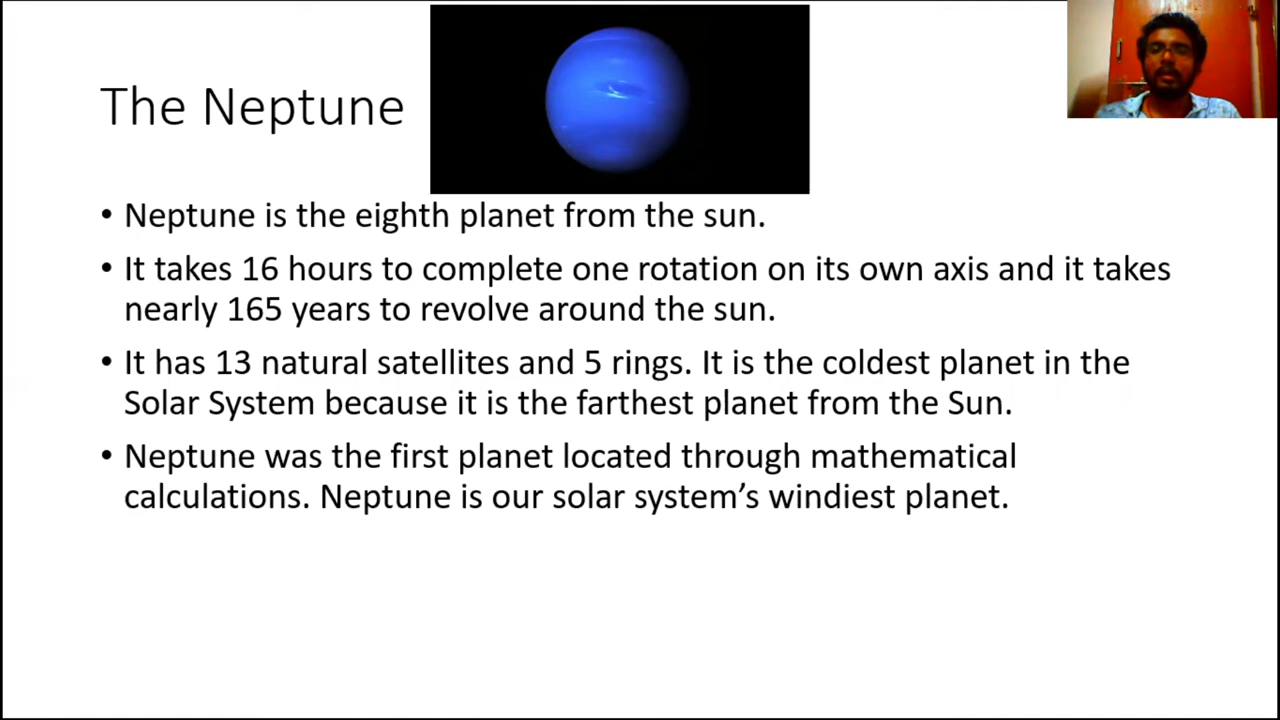 The Neptune
• Neptune is the eighth planet from the sun.
• It takes 16 hours to complete one rotation on its own axis and it takes
nearly 165 years to revolve around the sun.
• It has 13 natural satellites and 5 rings. It is the coldest planet in the
Solar System because it is the farthest planet from the Sun.
• Neptune was the first planet located through mathematical
calculations. Neptune is our solar system’s windiest planet.